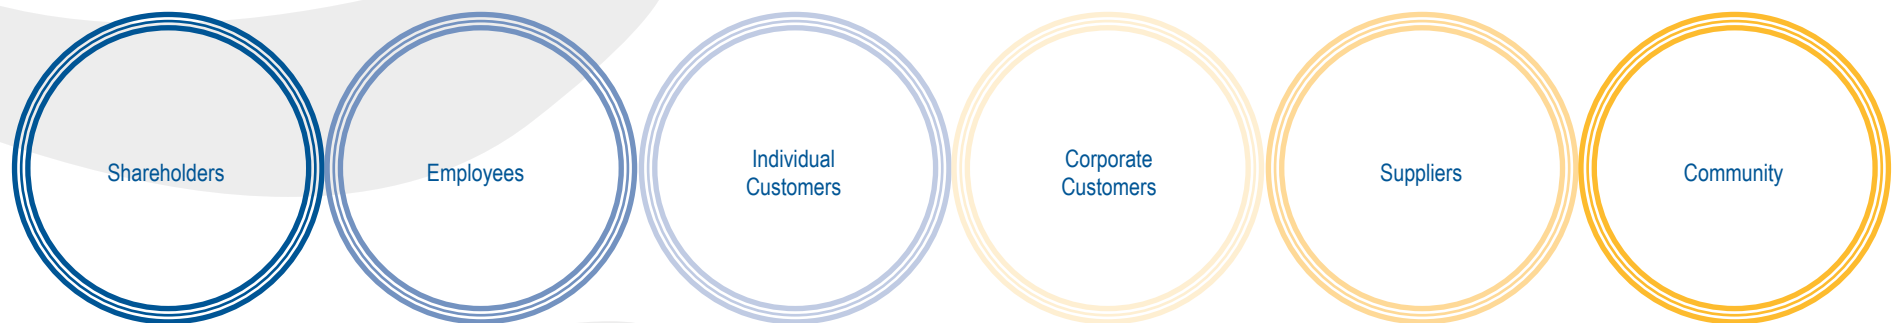 Shareholders
Employees
Individual
Customers
Corporate
Customers
Suppliers
Community